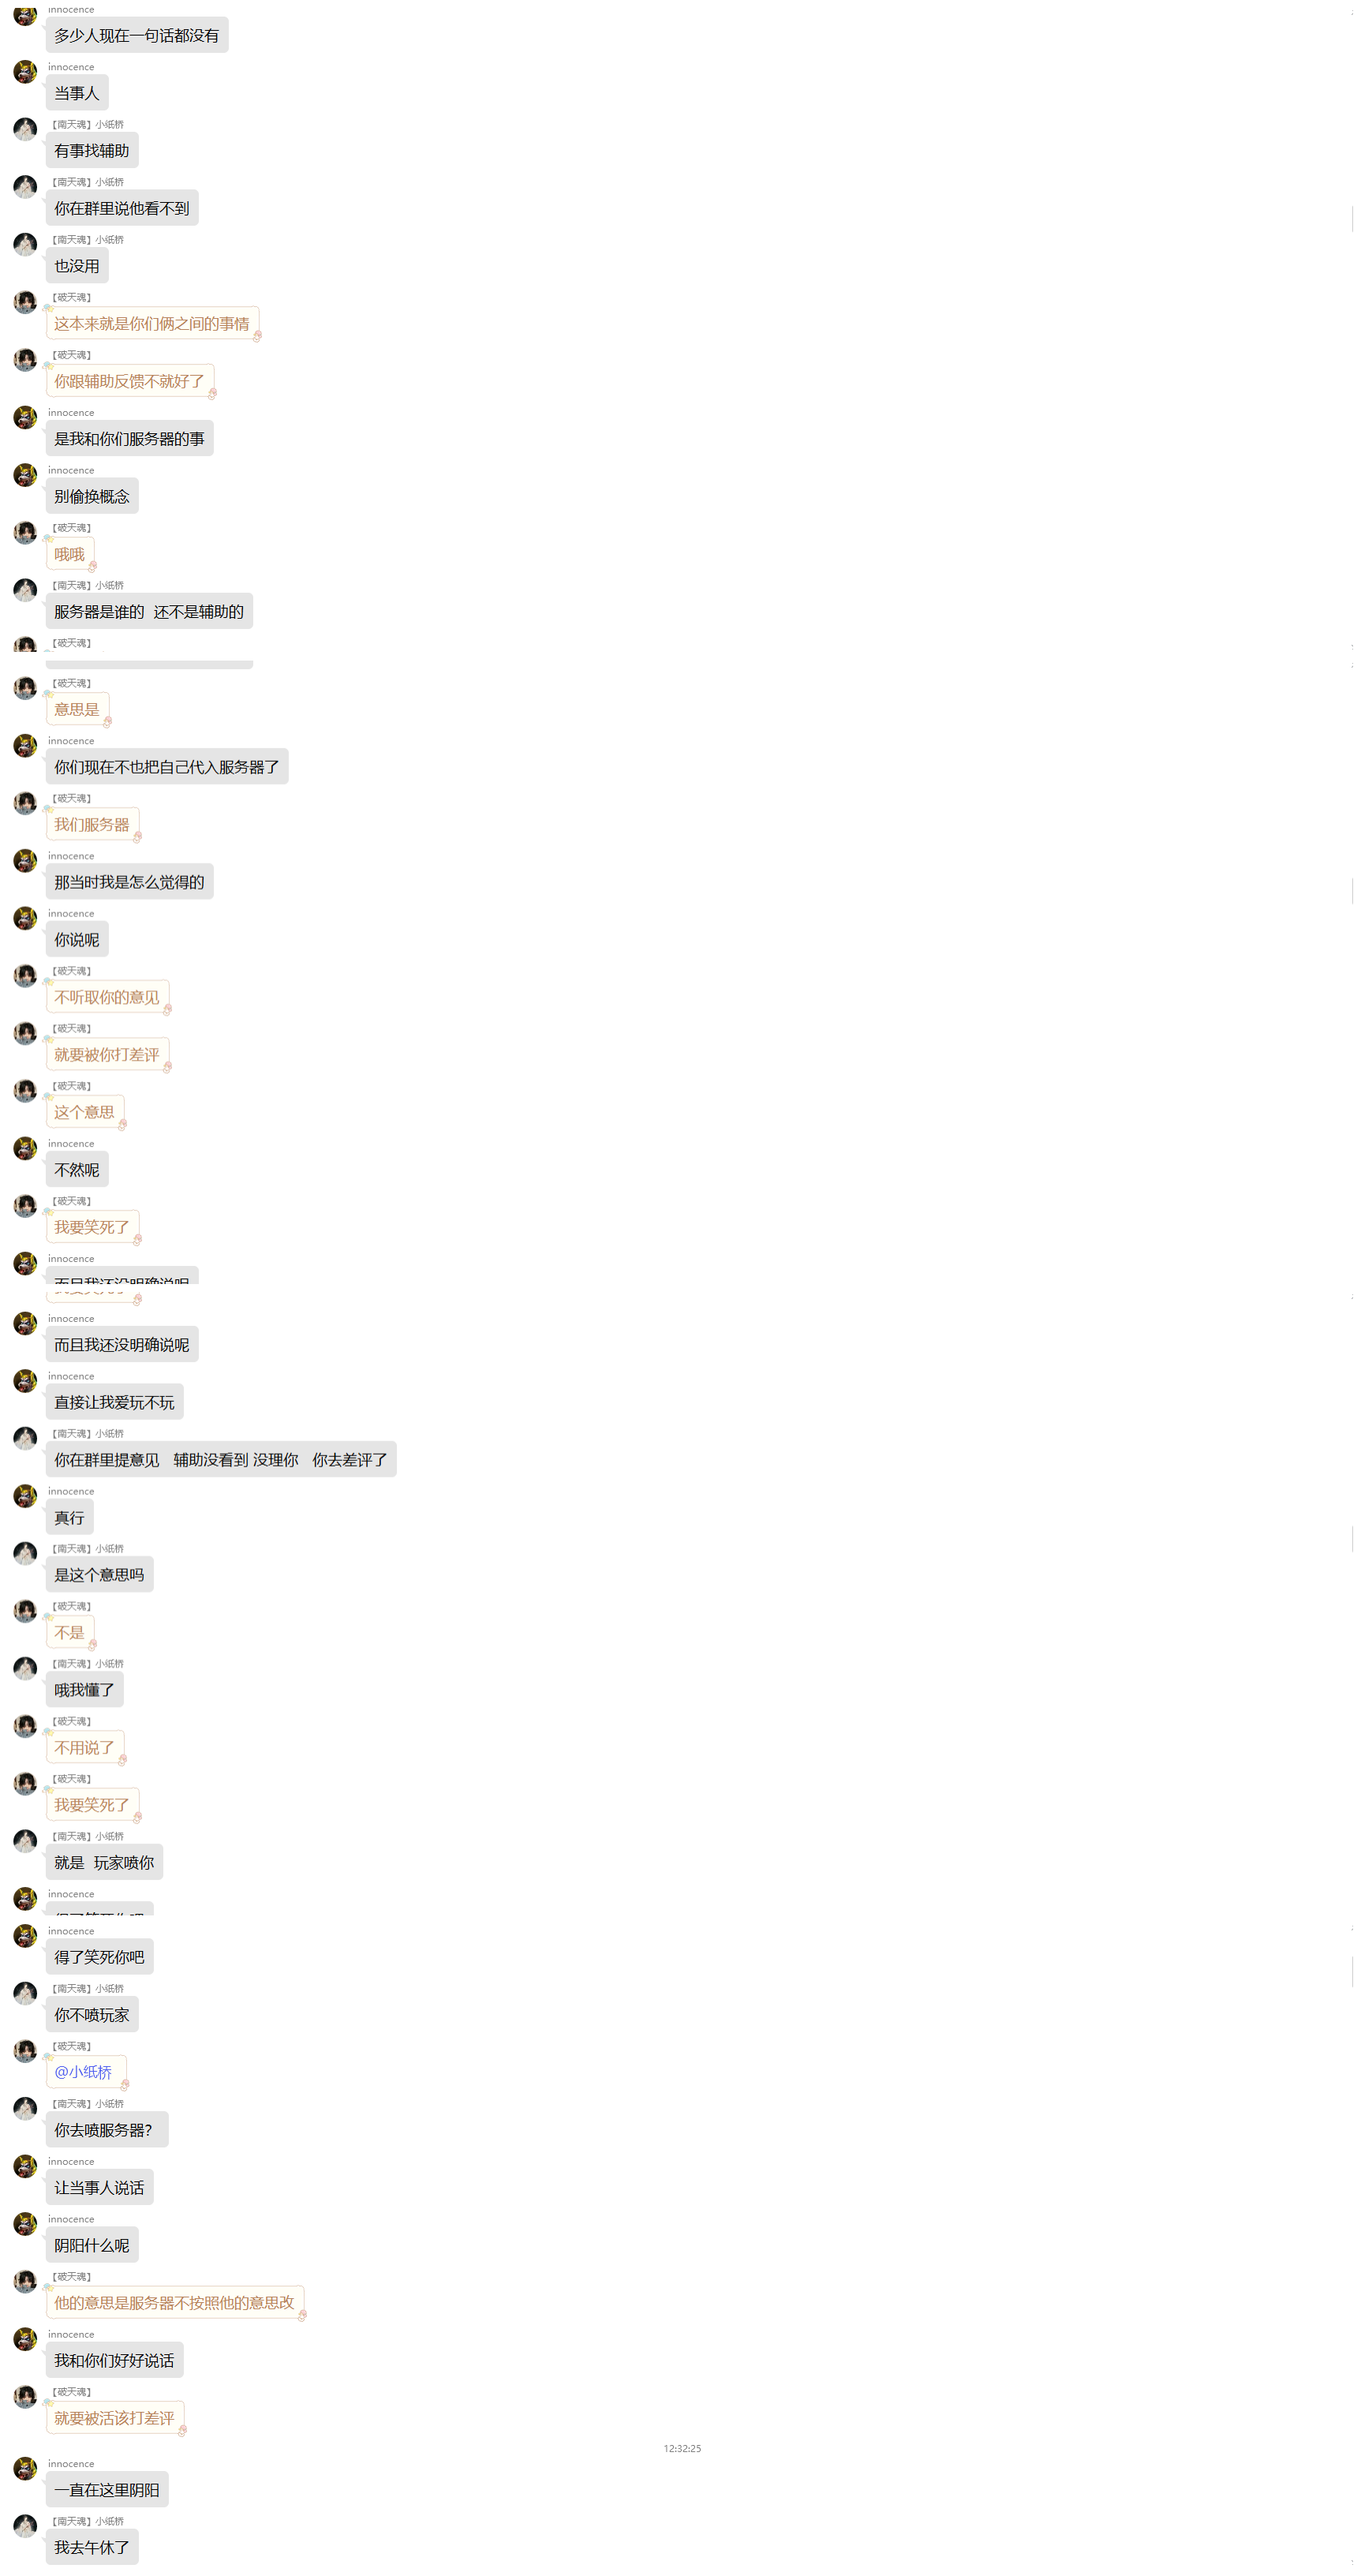 innocence
多少人现在一句话都没有
innocence
当事人
【南天魂】小纸桥
有事找辅助
【南天魂】小纸桥
你在群里说他看不到
【南天魂】小纸桥
也没用
【破天魂】
这本来就是你们俩之间的事情
【破天魂】
你跟辅助反馈不就好了
innocence
是我和你们服务器的事
innocence
别偷换概念
【破天魂】
哦哦
【南天魂】小纸桥
服务器是谁的  还不是辅助的
【破天魂】
【破天魂】
意思是
innocence
你们现在不也把自己代入服务器了
【破天魂】
我们服务器
innocence
那当时我是怎么觉得的
innocence
你说呢
【破天魂】
不听取你的意见
【破天魂】
就要被你打差评
【破天魂】
这个意思
innocence
不然呢
【破天魂】
我要笑死了
innocence
而且我还没明确说呢
innocence
而且我还没明确说呢
innocence
直接让我爱玩不玩
【南天魂】小纸桥
你在群里提意见   辅助没看到 没理你   你去差评了
innocence
真行
【南天魂】小纸桥
是这个意思吗
【破天魂】
不是
【南天魂】小纸桥
哦我懂了
【破天魂】
不用说了
【破天魂】
我要笑死了
【南天魂】小纸桥
就是  玩家喷你
innocence
innocence
得了笑死你吧
【南天魂】小纸桥
你不喷玩家
【破天魂】
@小纸桥
【南天魂】小纸桥
你去喷服务器？
innocence
让当事人说话
innocence
阴阳什么呢
【破天魂】
他的意思是服务器不按照他的意思改
innocence
我和你们好好说话
【破天魂】
就要被活该打差评
12:32:25
innocence
一直在这里阴阳
【南天魂】小纸桥
我去午休了